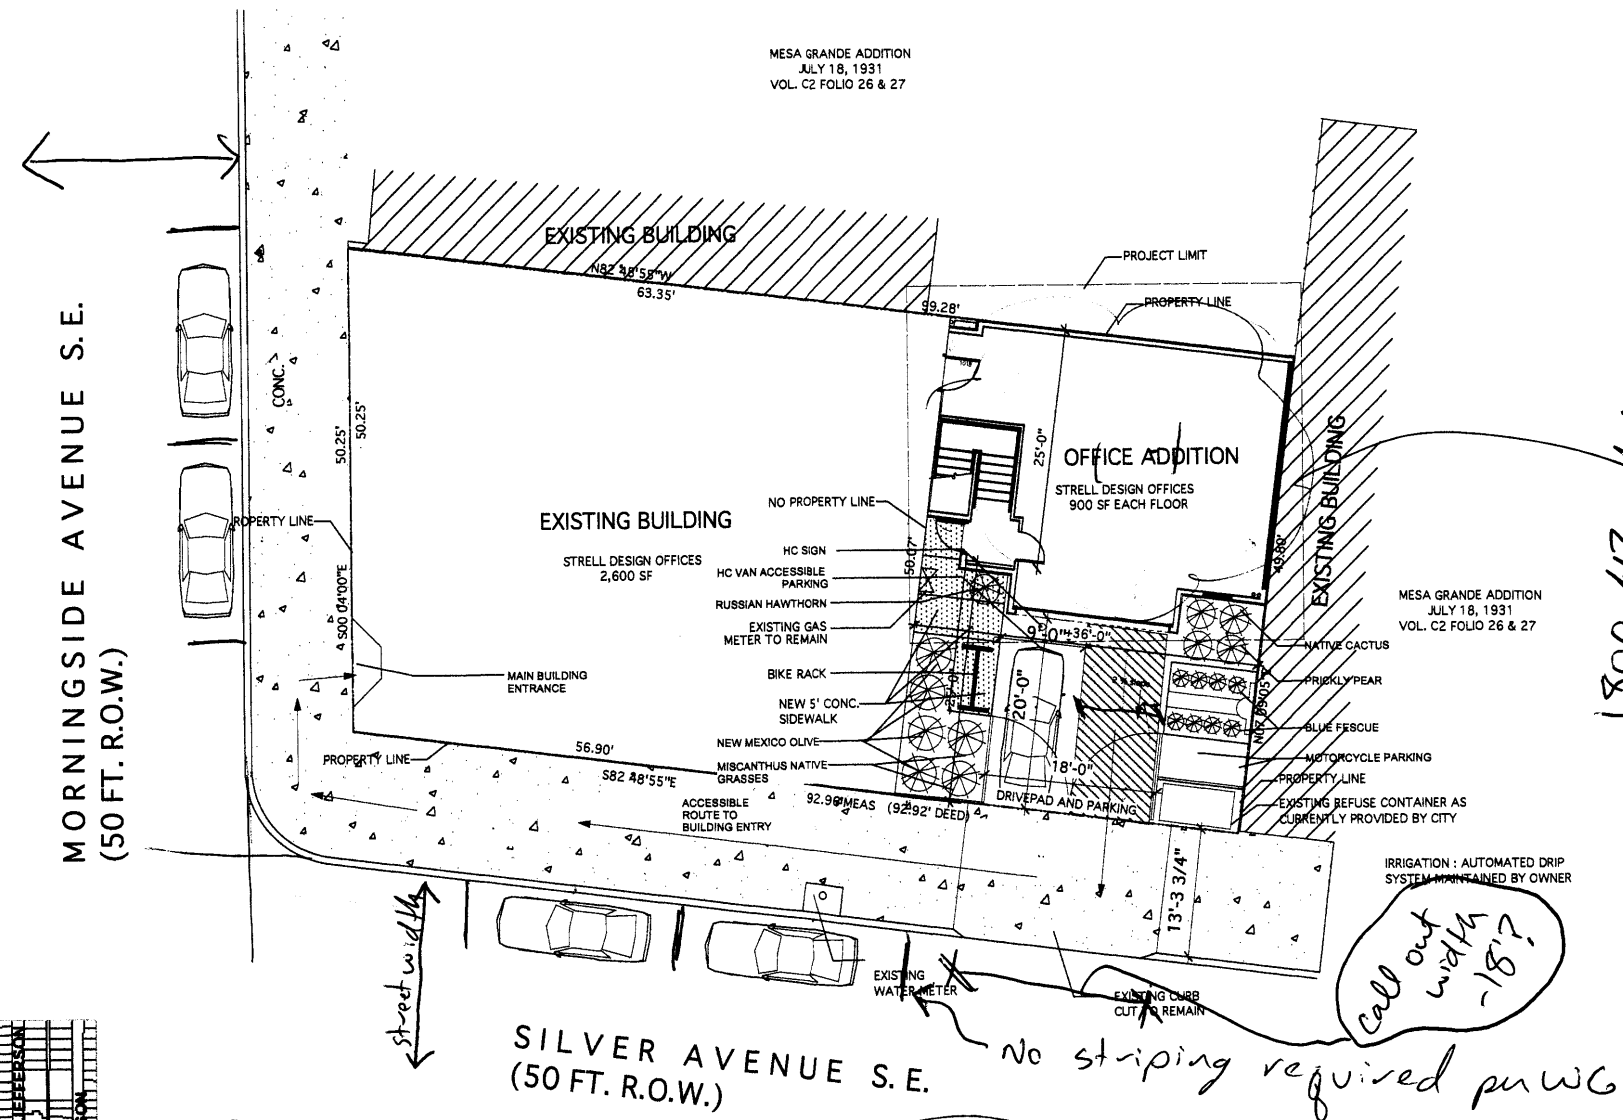 MESA GRANDE ADDITION
JULY 18, 1931
VOL. C2 FOLIO 26 & 27
EXISTING BUILDING
N82°48'55"W
63.35'
99.28'
PROJECT LIMIT
PROPERTY LINE
MORNINGSIDE AVENUE S.E.
(50 FT. R.O.W.)
CONC.
50.25'
50.25'
S00°04'00"E
ROPERTY LINE
EXISTING BUILDING
STRELL DESIGN OFFICES
2,600 SF
MAIN BUILDING
ENTRANCE
PROPERTY LINE
56.90'
S82°48'55"E
OFFICE ADDITION
STRELL DESIGN OFFICES
900 SF EACH FLOOR
25'-0"
NO PROPERTY LINE
50.07'
HC SIGN
HC VAN ACCESSIBLE
PARKING
RUSSIAN HAWTHORN
EXISTING GAS
METER TO REMAIN
BIKE RACK
NEW 5' CONC.
SIDEWALK
NEW MEXICO OLIVE
MISCANTHUS NATIVE
GRASSES
9'-0"
36'-0"
20'-0"
18'-0"
DRIVEPAD AND PARKING
92.96' MEAS (92.92' DEED)
ACCESSIBLE
ROUTE TO
BUILDING ENTRY
49.80'
EXISTING BUILDING
MESA GRANDE ADDITION
JULY 18, 1931
VOL. C2 FOLIO 26 & 27
NATIVE CACTUS
PRICKLY PEAR
BLUE FESCUE
MOTORCYCLE PARKING
PROPERTY LINE
EXISTING REFUSE CONTAINER AS
CURRENTLY PROVIDED BY CITY
13'-3 3/4"
IRRIGATION : AUTOMATED DRIP
SYSTEM MAINTAINED BY OWNER
call out
width
-18'?
street width
EXISTING
WATER METER
EXISTING CURB
CUT TO REMAIN
No striping required per WG
SILVER AVENUE S.E.
(50 FT. R.O.W.)
JEFFERSON